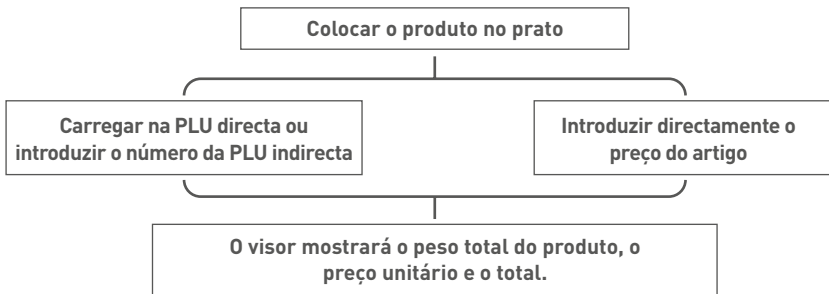 Colocar o produto no prato
Carregar na PLU directa ou
introduzir o número da PLU indirecta
Introduzir directamente o
preço do artigo
O visor mostrará o peso total do produto, o
preço unitário e o total.